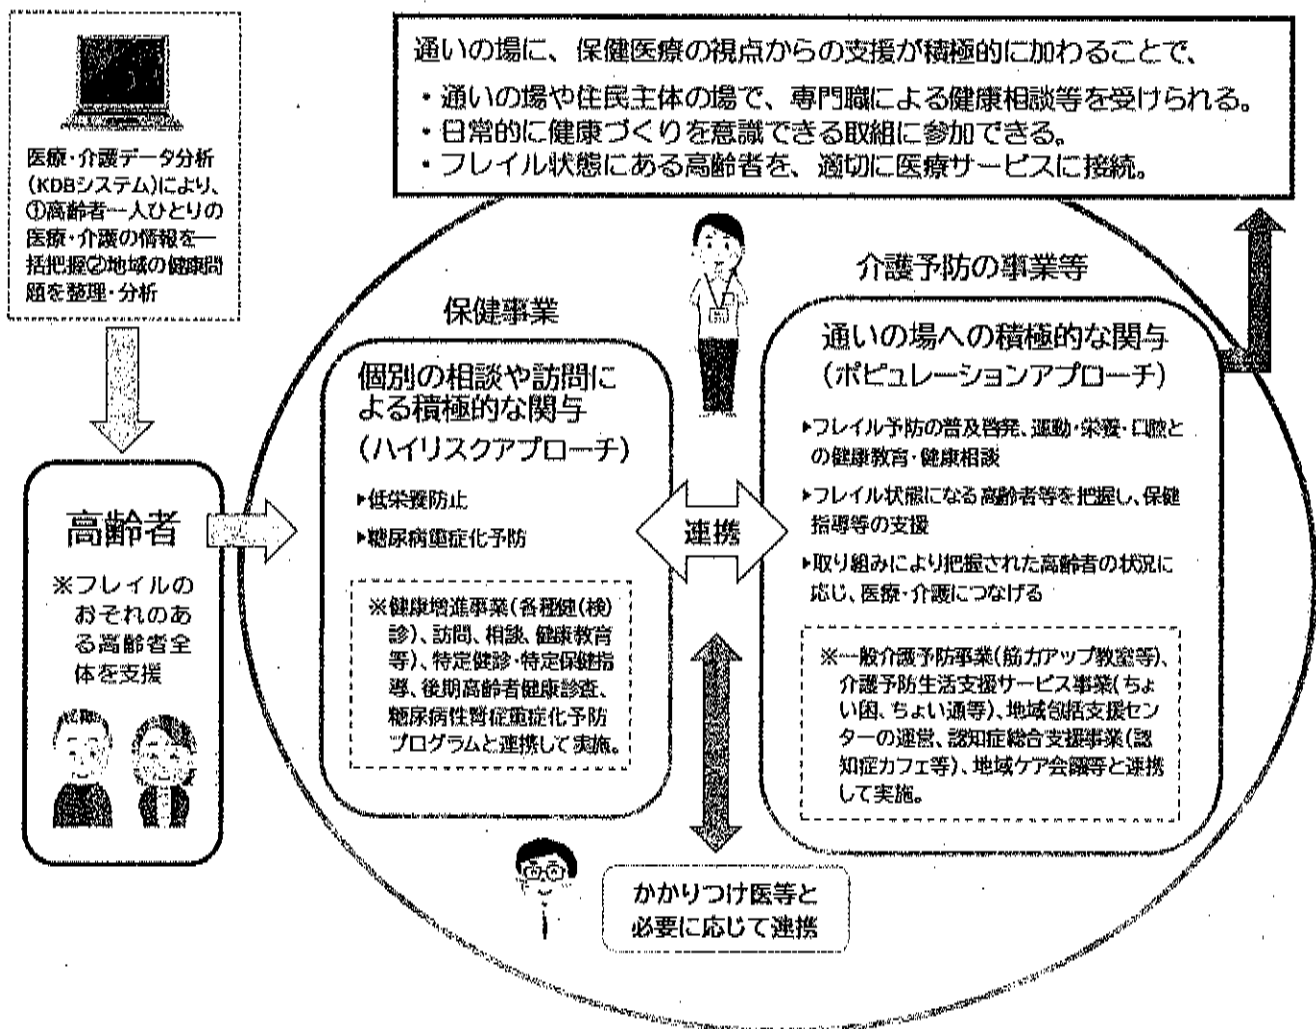 通いの場に、保健医療の視点からの支援が積極的に加わることで、
・通いの場や住民主体の場で、専門職による健康相談等を受けられる。
・日常的に健康づくりを意識できる取組に参加できる。
・フレイル状態にある高齢者を、適切に医療サービスに接続。
医療・介護データ分析
(KDBシステム)により、
①高齢者一人ひとりの
医療・介護の情報を一
括把握②地域の健康問
題を整理・分析
高齢者
※フレイルの
おそれのあ
る高齢者全
体を支援
保健事業
個別の相談や訪問に
よる積極的な関与
(ハイリスクアプローチ)
▶低栄養防止
▶糖尿病重症化予防
※健康増進事業(各種健(検)
診)、訪問、相談、健康教育
等)、特定健診・特定保健指
導、後期高齢者健康診査、
糖尿病性腎症重症化予防
プログラムと連携して実施。
連携
介護予防の事業等
通いの場への積極的な関与
(ポピュレーションアプローチ)
▶フレイル予防の普及啓発、運動・栄養・口腔と
の健康教育・健康相談
▶フレイル状態になる高齢者等を把握し、保健
指導等の支援
▶取り組みにより把握された高齢者の状況に
応じ、医療・介護につなげる
※一般介護予防事業(筋力アップ教室等)、
介護予防生活支援サービス事業(ちょ
い困、ちょい通等)、地域包括支援セン
ターの運営、認知症総合支援事業(認
知症カフェ等)、地域ケア会議等と連携
して実施。
かかりつけ医等と
必要に応じて連携